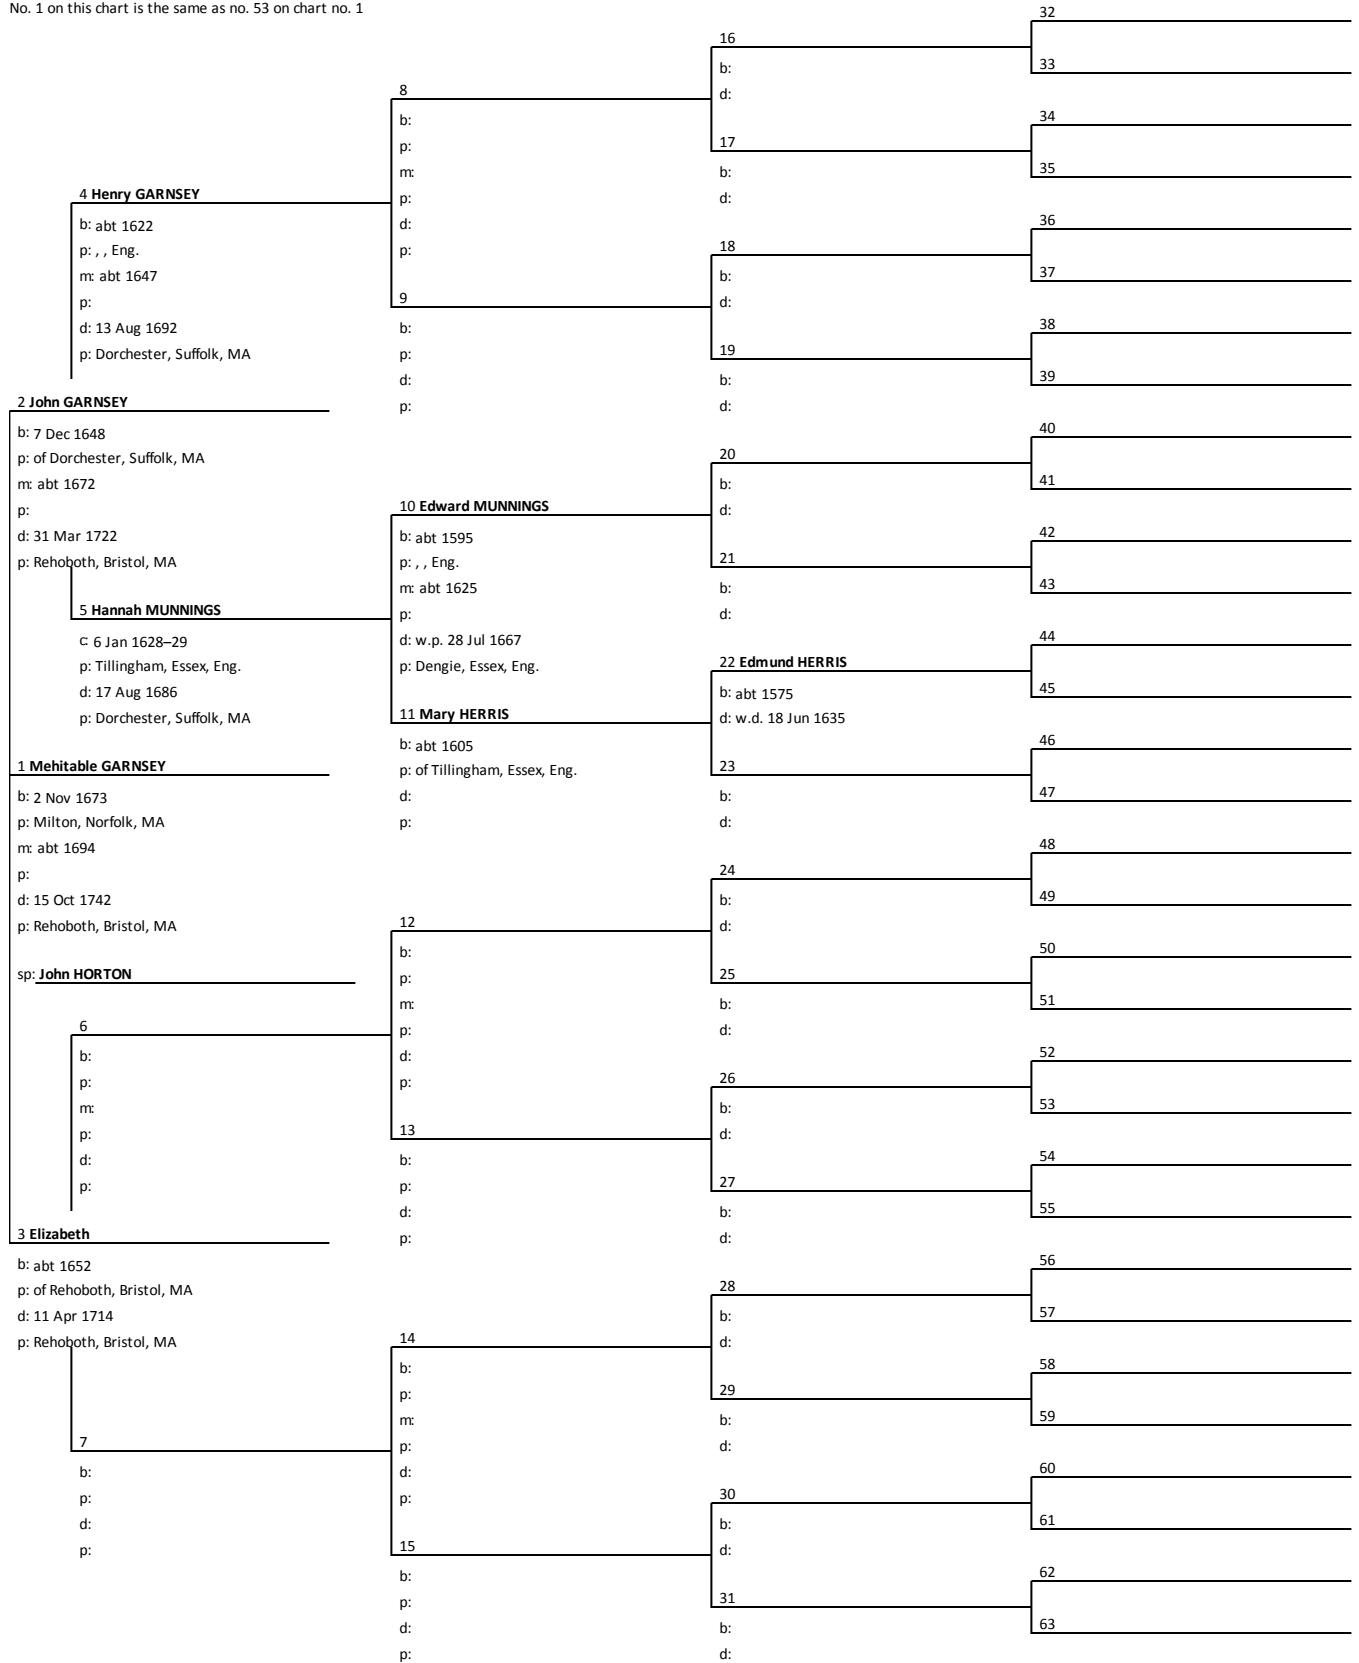 No. 1 on this chart is the same as no. 53 on chart no. 1
4 Henry GARNSEY
b: abt 1622
p: , , Eng.
m: abt 1647
p:
d: 13 Aug 1692
p: Dorchester, Suffolk, MA
2 John GARNSEY
b: 7 Dec 1648
p: of Dorchester, Suffolk, MA
m: abt 1672
p:
d: 31 Mar 1722
p: Rehoboth, Bristol, MA
5 Hannah MUNNINGS
c: 6 Jan 1628–29
p: Tillingham, Essex, Eng.
d: 17 Aug 1686
p: Dorchester, Suffolk, MA
1 Mehitable GARNSEY
b: 2 Nov 1673
p: Milton, Norfolk, MA
m: abt 1694
p:
d: 15 Oct 1742
p: Rehoboth, Bristol, MA
sp: John HORTON
6
b:
p:
m:
p:
d:
p:
3 Elizabeth
b: abt 1652
p: of Rehoboth, Bristol, MA
d: 11 Apr 1714
p: Rehoboth, Bristol, MA
7
b:
p:
d:
p:
8
b:
p:
m:
p:
d:
p:
9
b:
p:
d:
p:
10 Edward MUNNINGS
b: abt 1595
p: , , Eng.
m: abt 1625
p:
d: w.p. 28 Jul 1667
p: Dengie, Essex, Eng.
11 Mary HERRIS
b: abt 1605
p: of Tillingham, Essex, Eng.
d:
p:
12
b:
p:
m:
p:
d:
p:
13
b:
p:
d:
p:
14
b:
p:
m:
p:
d:
p:
15
b:
p:
d:
p:
16
b:
d:
17
b:
d:
18
b:
d:
19
b:
d:
20
b:
d:
21
b:
d:
22 Edmund HERRIS
b: abt 1575
d: w.d. 18 Jun 1635
23
b:
d:
24
b:
d:
25
b:
d:
26
b:
d:
27
b:
d:
28
b:
d:
29
b:
d:
30
b:
d:
31
b:
d:
32
33
34
35
36
37
38
39
40
41
42
43
44
45
46
47
48
49
50
51
52
53
54
55
56
57
58
59
60
61
62
63